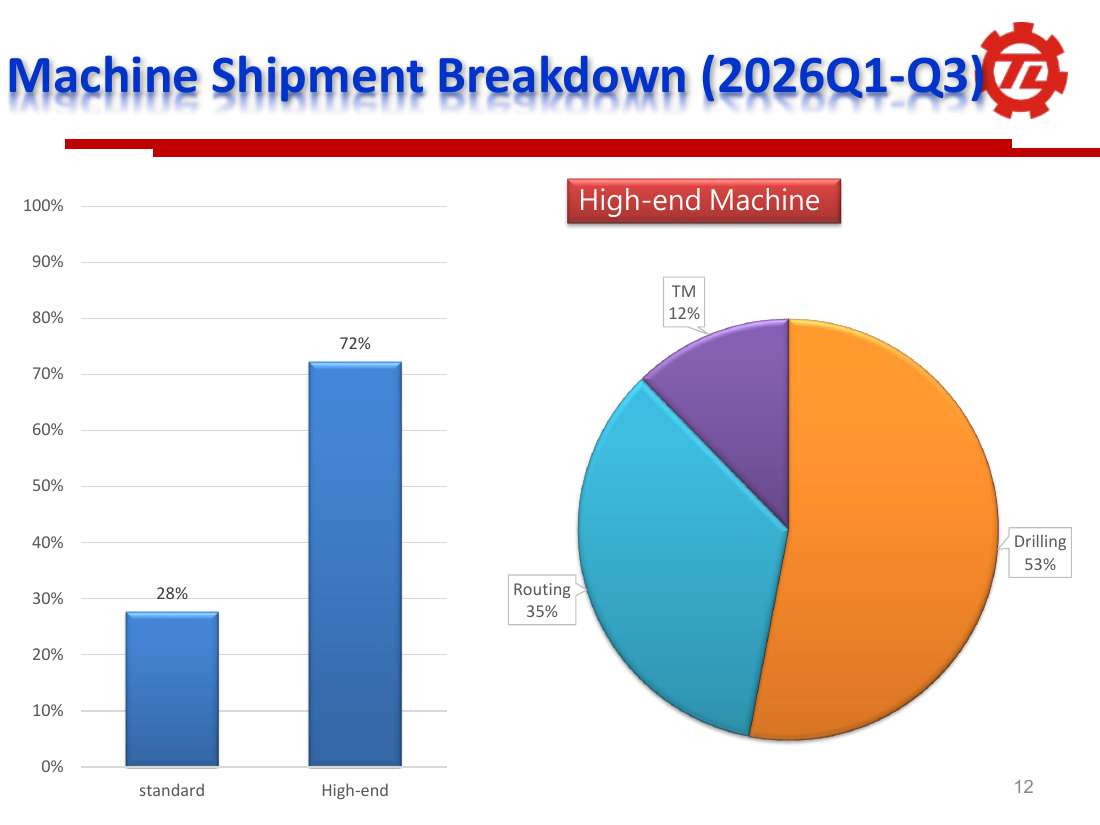 Machine Shipment Breakdown (2026Q1-Q3)
TL
High-end Machine
100%
90%
80%
70%
60%
50%
40%
30%
20%
10%
0%
28%
72%
standard
High-end
TM
12%
Drilling
53%
Routing
35%
12